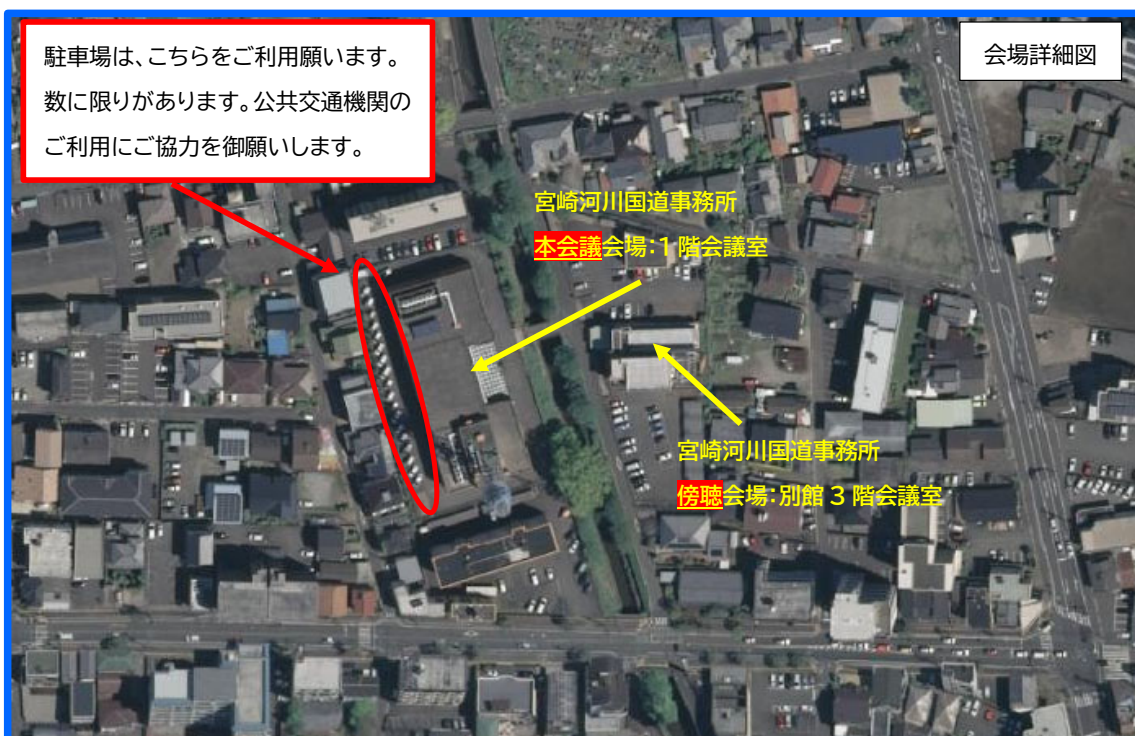 駐車場は、こちらをご利用願います。
数に限りがあります。公共交通機関の
ご利用にご協力を御願いします。
会場詳細図
宮崎河川国道事務所
本会議会場:1 階会議室
宮崎河川国道事務所
傍聴会場:別館 3 階会議室